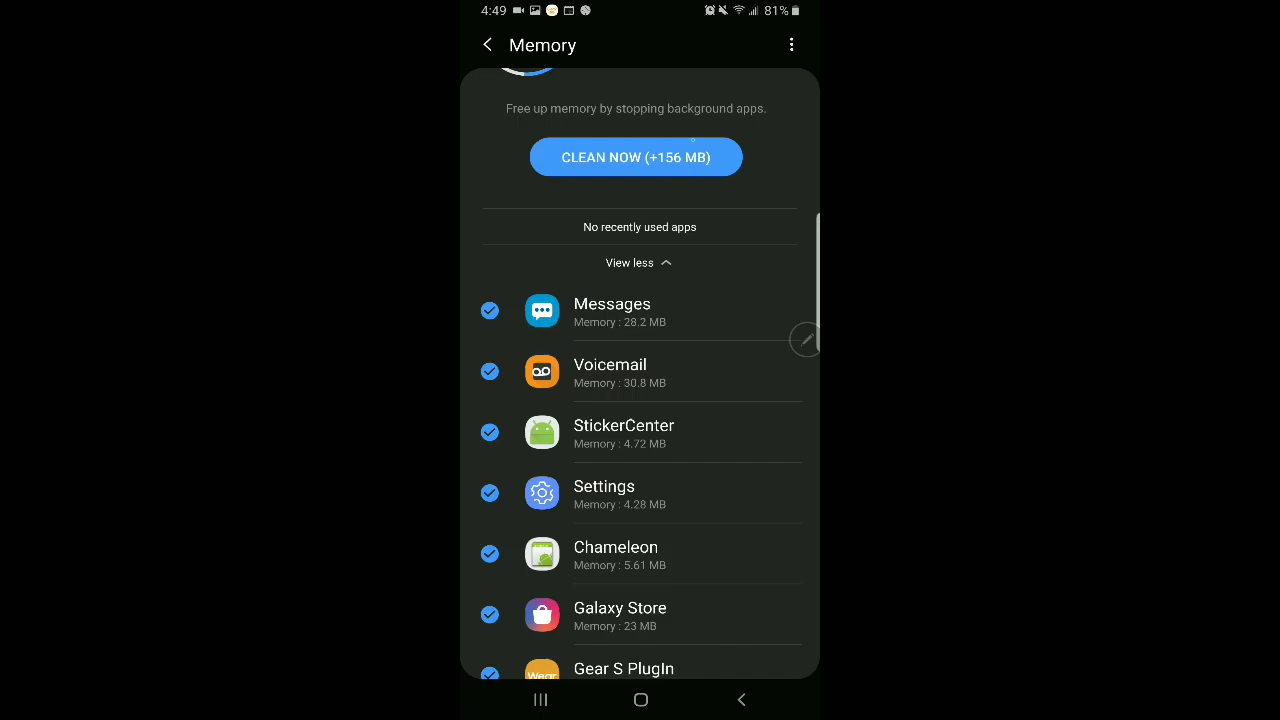 4:49 81%
Memory
Free up memory by stopping background apps.
CLEAN NOW (+156 MB)
No recently used apps
View less
Messages
Memory : 28.2 MB
Voicemail
Memory : 30.8 MB
StickerCenter
Memory : 4.72 MB
Settings
Memory : 4.28 MB
Chameleon
Memory : 5.61 MB
Galaxy Store
Memory : 23 MB
Gear S PlugIn
Wear